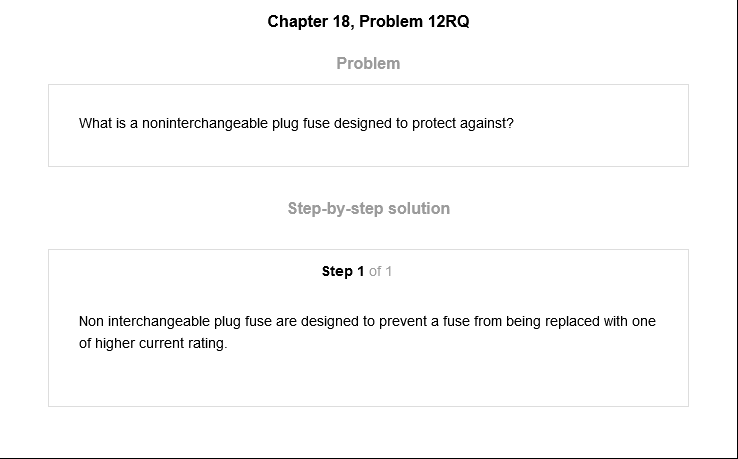 Chapter 18, Problem 12RQ
Problem
What is a noninterchangeable plug fuse designed to protect against?
Step-by-step solution
Step 1 of 1
Non interchangeable plug fuse are designed to prevent a fuse from being replaced with one
of higher current rating.